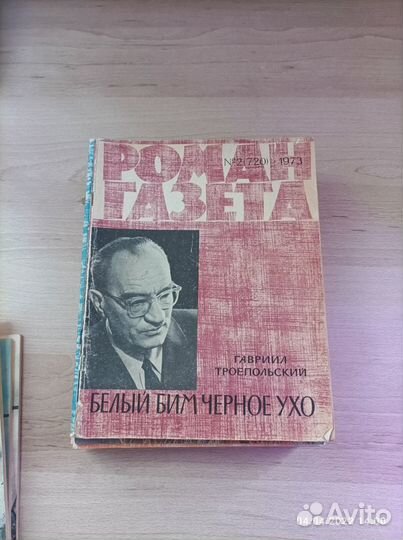 РОМАН
ГАЗЕТА
№2(720) 1973
ГАВРИИЛ
ТРОЕПОЛЬСКИЙ
БЕЛЫЙ БИМ ЧЕРНОЕ УХО
Avito